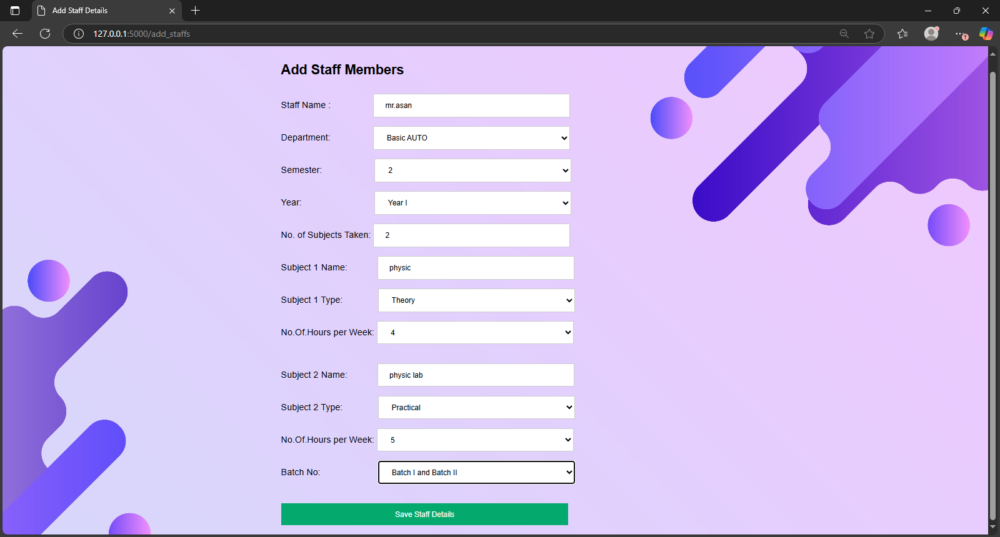 Add Staff Details
127.0.0.1:5000/add_staffs
Add Staff Members
Staff Name : mr.asan
Department: Basic AUTO
Semester: 2
Year: Year I
No. of Subjects Taken: 2
Subject 1 Name: physic
Subject 1 Type: Theory
No.Of.Hours per Week: 4
Subject 2 Name: physic lab
Subject 2 Type: Practical
No.Of.Hours per Week: 5
Batch No: Batch I and Batch II
Save Staff Details